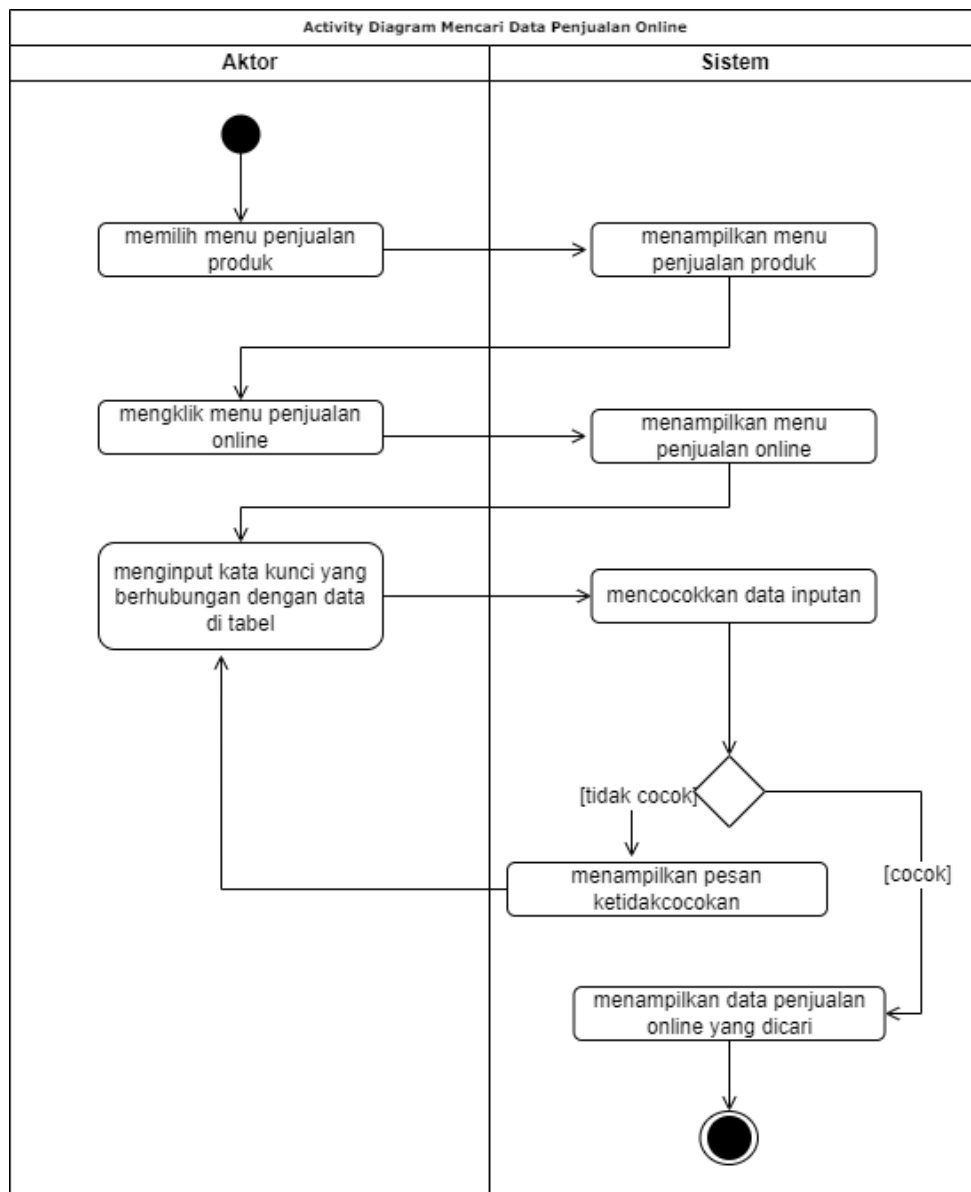 Activity Diagram Mencari Data Penjualan Online
Aktor
Sistem
memilih menu penjualan
produk
menampilkan menu
penjualan produk
mengklik menu penjualan
online
menampilkan menu
penjualan online
menginput kata kunci yang
berhubungan dengan data
di tabel
mencocokkan data inputan
[tidak cocok]
[cocok]
menampilkan pesan
ketidakcocokan
menampilkan data penjualan
online yang dicari